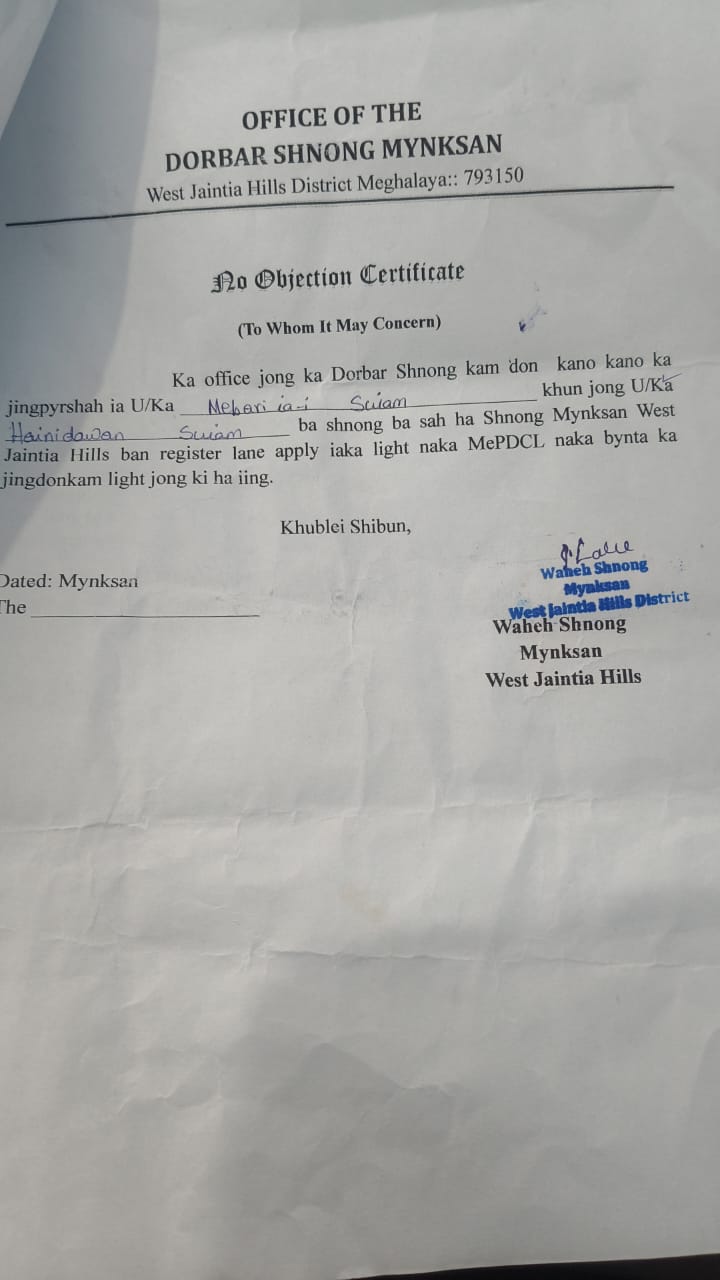 OFFICE OF THE
DORBAR SHNONG MYNKSAN
West Jaintia Hills District Meghalaya:: 793150
No Objection Certificate
(To Whom It May Concern)
Ka office jong ka Dorbar Shnong kam don kano kano ka
jingpyrshah ia U/Ka Mebari ia-i Suiam khun jong U/Ka
Hainidawan Suiam ba shnong ba sah ha Shnong Mynksan West
Jaintia Hills ban register lane apply iaka light naka MePDCL naka bynta ka
jingdonkam light jong ki ha iing.
Khublei Shibun,
Waheh Shnong
Mynksan
West Jaintia Hills District
Dated: Mynksan
The
Waheh Shnong
Mynksan
West Jaintia Hills